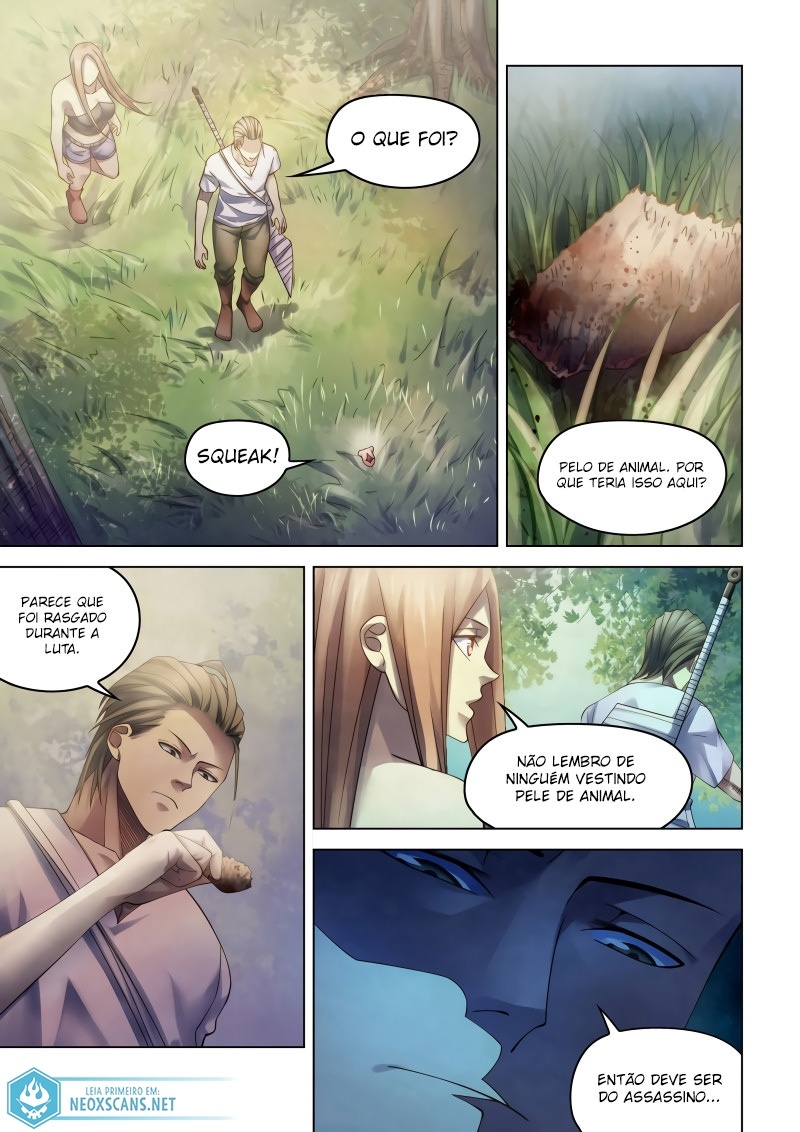 O QUE FOI?
SQUEAK!
PELO DE ANIMAL. POR
QUE TERIA ISSO AQUI?
PARECE QUE
FOI RASGADO
DURANTE A
LUTA.
NÃO LEMBRO DE
NINGUÉM VESTINDO
PELE DE ANIMAL.
ENTÃO DEVE SER
DO ASSASSINO...
LEIA PRIMEIRO EM:
NEOXSCANS.NET